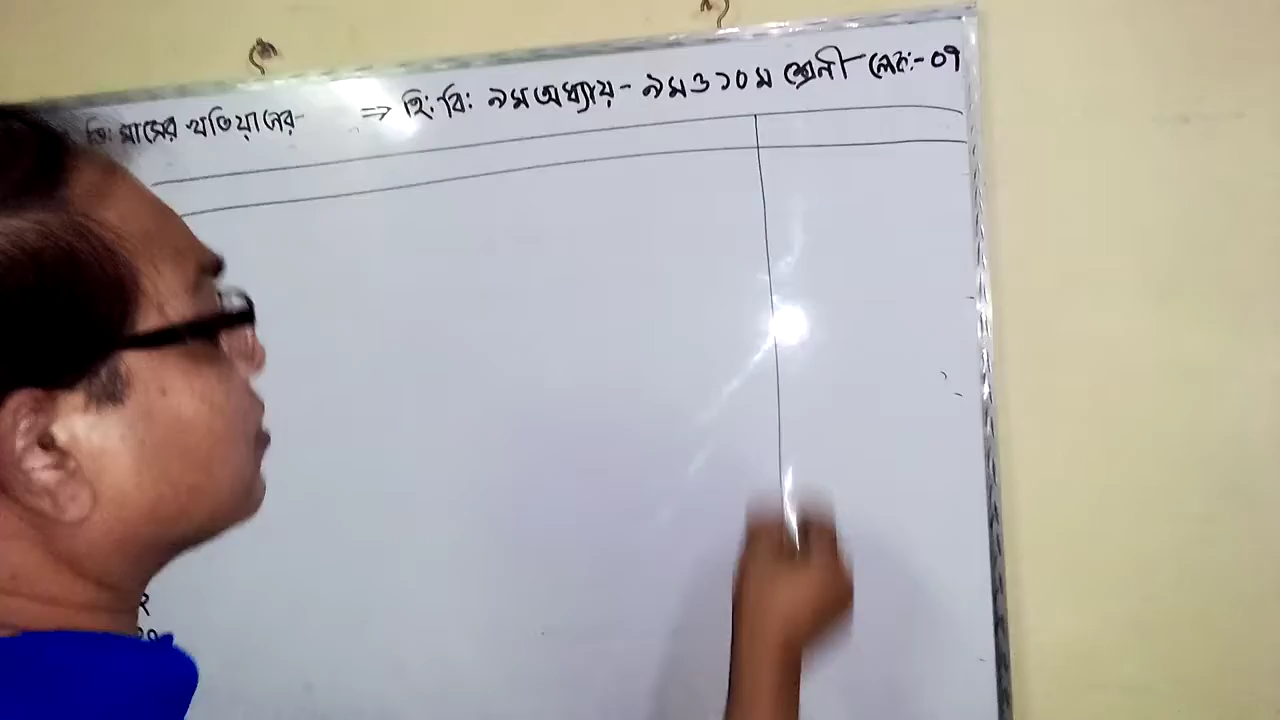 মাসের খতিয়ানের ⇒ হি: বি: ৯ম অধ্যায় - ৯ম ও ১০ম শ্রেনী লেক:- ০৭